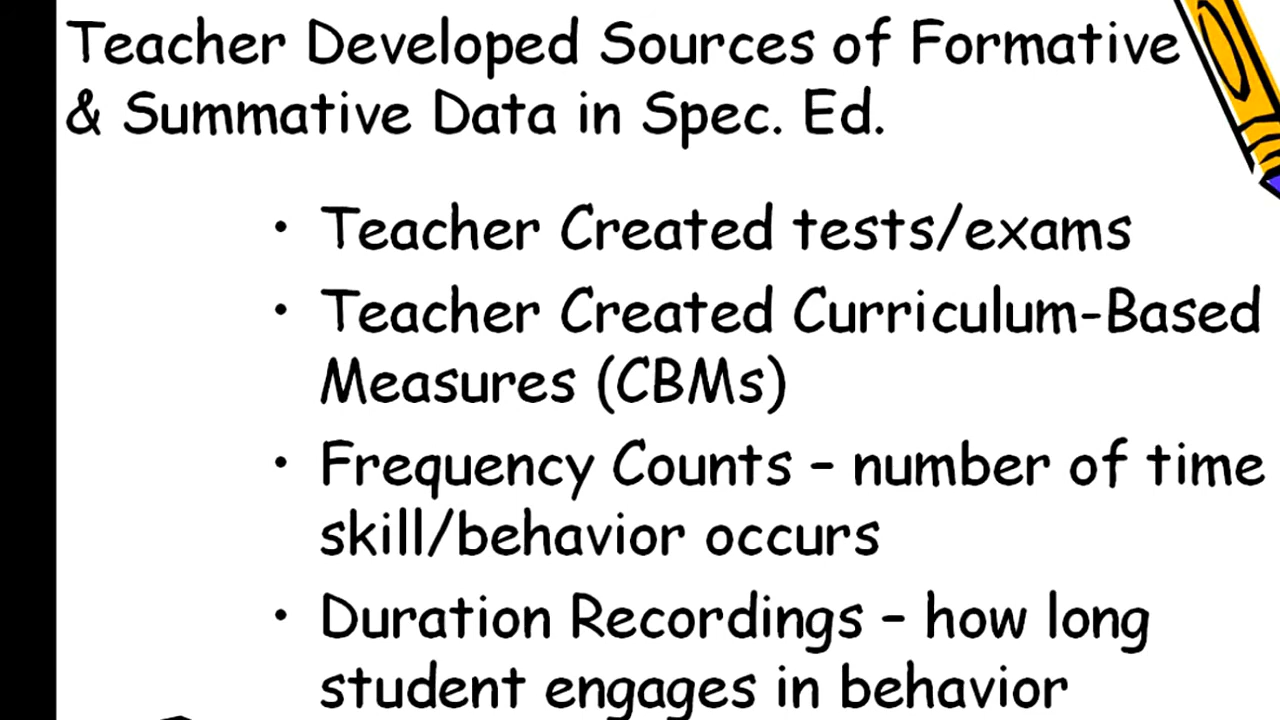 Teacher Developed Sources of Formative
& Summative Data in Spec. Ed.
• Teacher Created tests/exams
• Teacher Created Curriculum-Based
Measures (CBMs)
• Frequency Counts – number of time
skill/behavior occurs
• Duration Recordings – how long
student engages in behavior